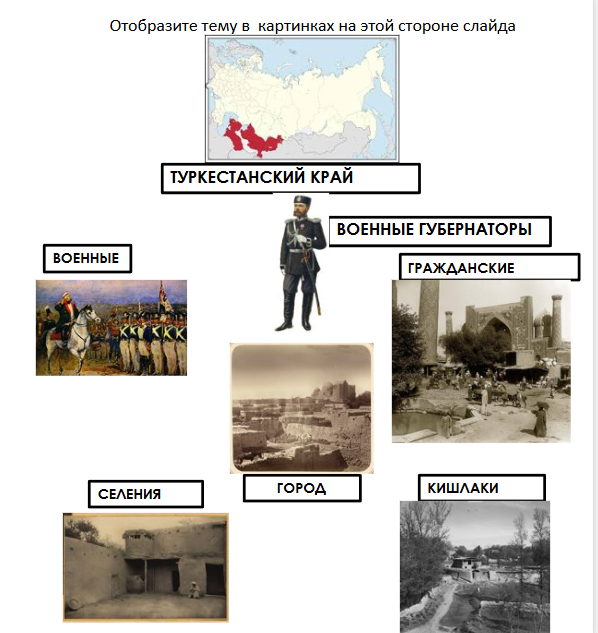 Отобразите тему в картинках на этой стороне слайда
ТУРКЕСТАНСКИЙ КРАЙ
ВОЕННЫЕ ГУБЕРНАТОРЫ
ВОЕННЫЕ
ГРАЖДАНСКИЕ
ГОРОД
КИШЛАКИ
СЕЛЕНИЯ